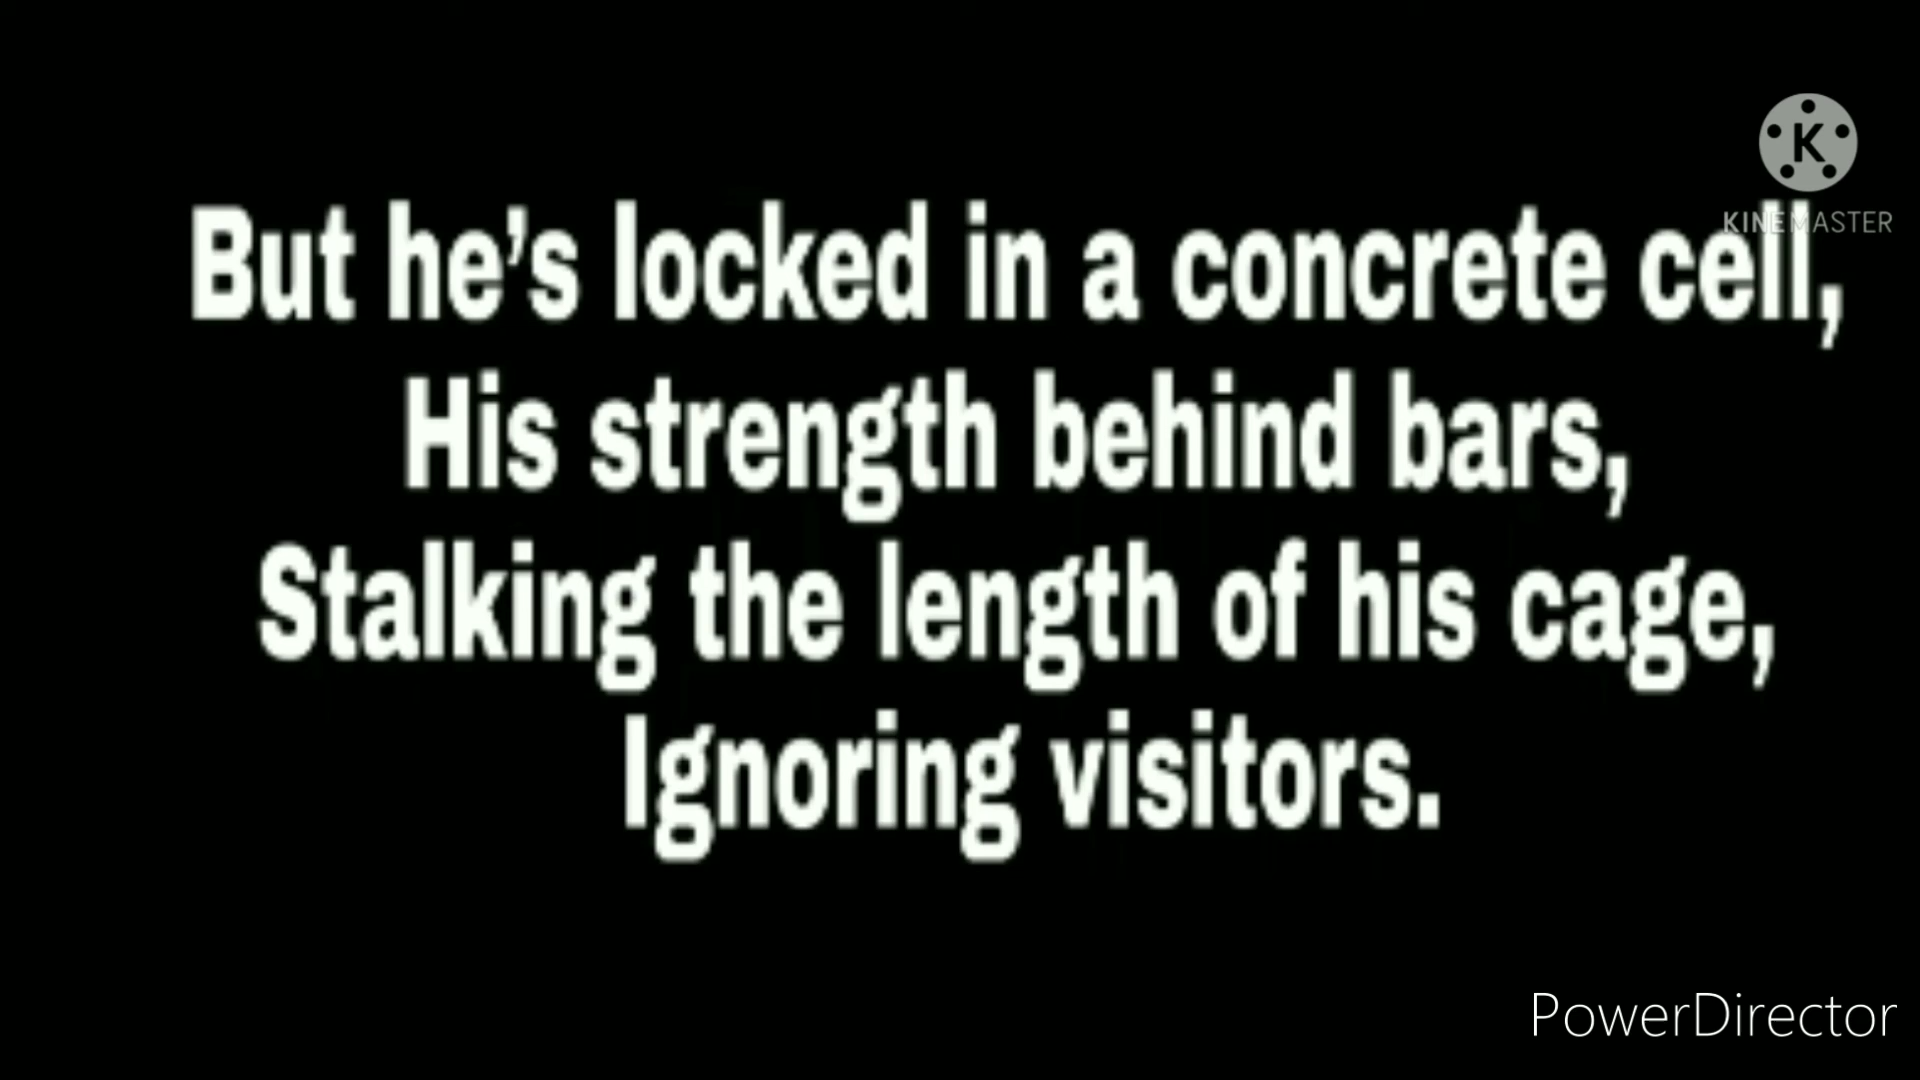 K
KINEMASTER
But he’s locked in a concrete cell,
His strength behind bars,
Stalking the length of his cage,
Ignoring visitors.
PowerDirector